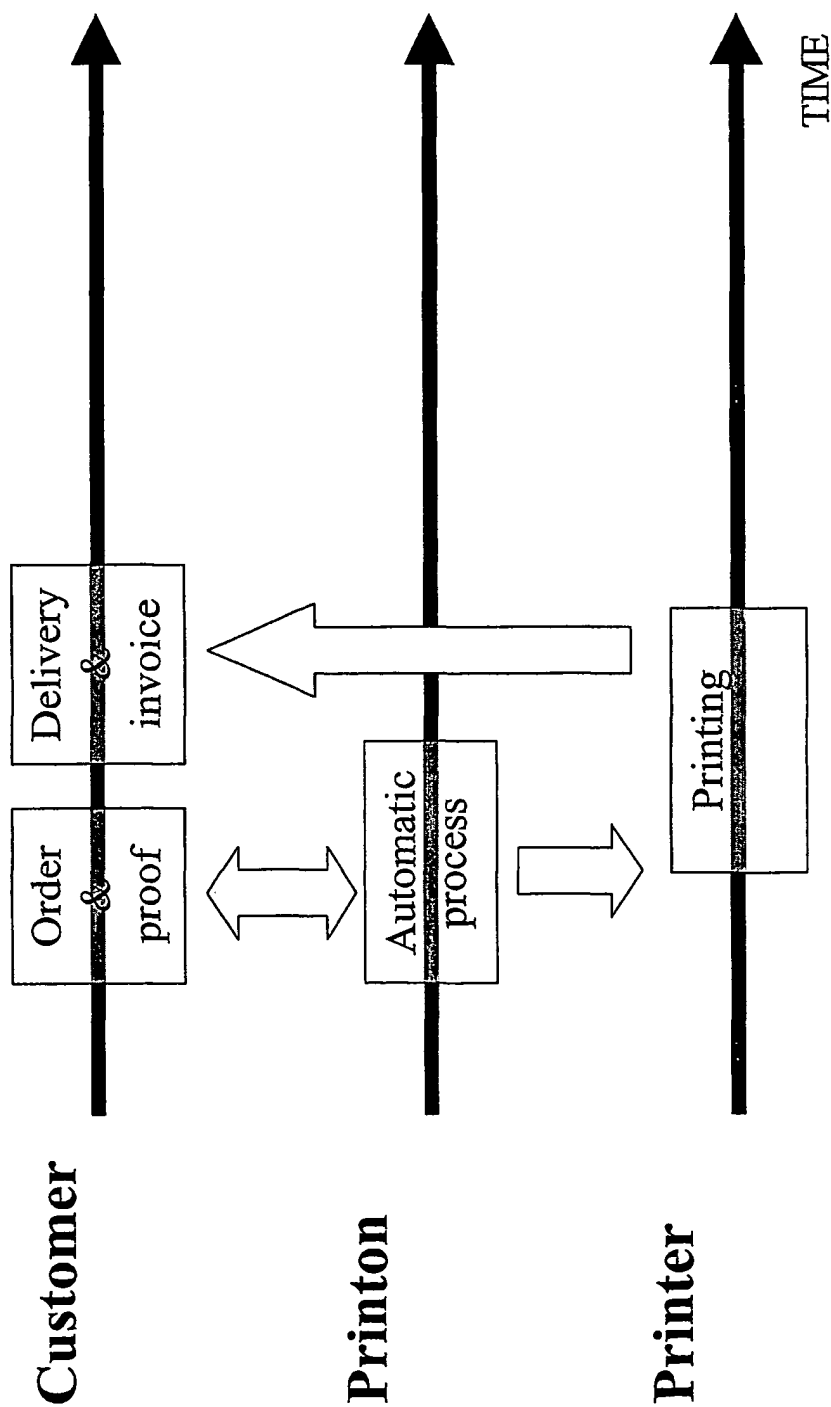 Customer
Order
&
proof
Delivery
&
invoice
Printon
Automatic
process
Printer
Printing
TIME